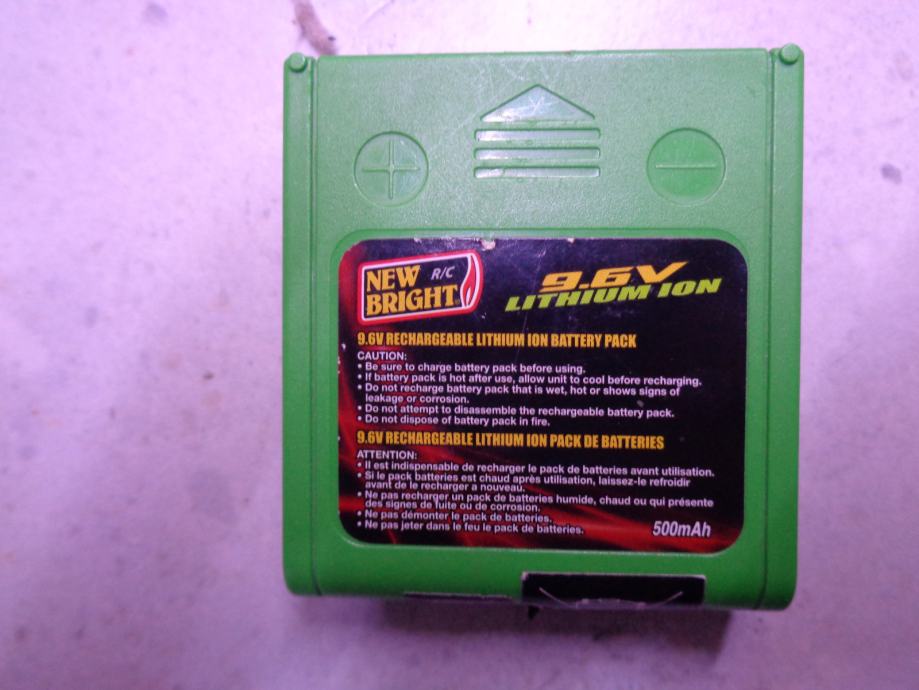 NEW R/C
BRIGHT
9.6V
LITHIUM ION
9.6V RECHARGEABLE LITHIUM ION BATTERY PACK
CAUTION:
• Be sure to charge battery pack before using.
• If battery pack is hot after use, allow unit to cool before recharging.
• Do not recharge battery pack that is wet, hot or shows signs of
leakage or corrosion.
• Do not attempt to disassemble the rechargeable battery pack.
• Do not dispose of battery pack in fire.
9.6V RECHARGEABLE LITHIUM ION PACK DE BATTERIES
ATTENTION:
• Il est indispensable de recharger le pack de batteries avant utilisation.
• Si le pack batteries est chaud après utilisation, laissez-le refroidir
avant de le recharger a nouveau.
• Ne pas recharger un pack de batteries humide, chaud ou qui présente
des signes de fuite ou de corrosion.
• Ne pas démonter le pack de batteries.
• Ne pas jeter dans le feu le pack de batteries.
500mAh